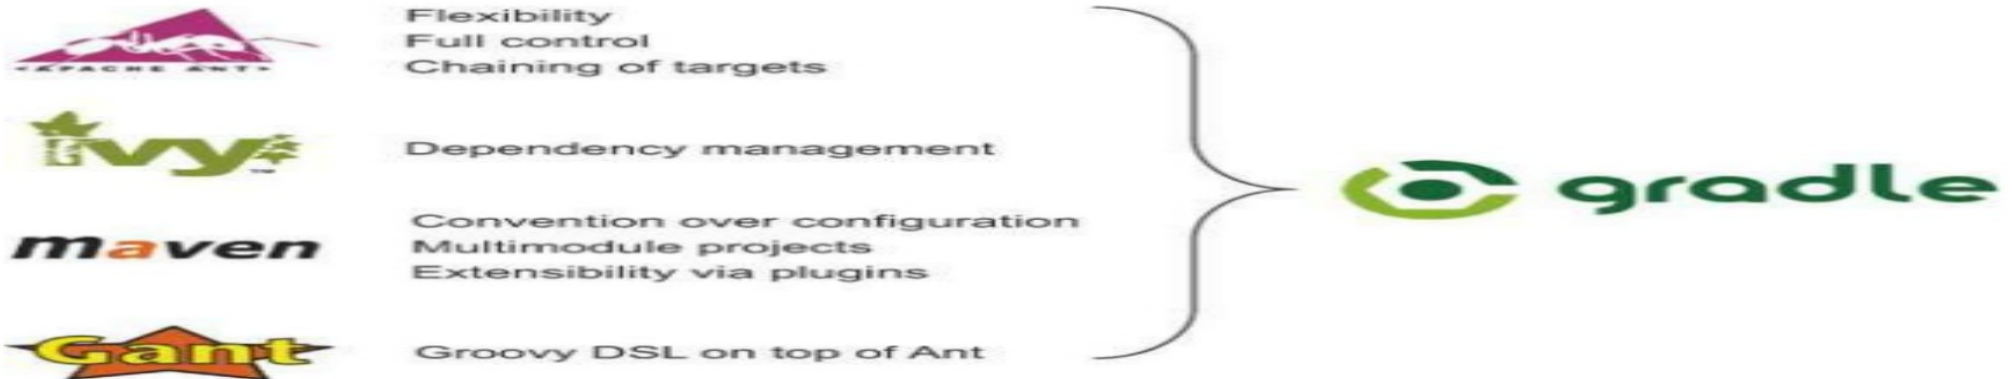 APACHE ANT
Flexibility
Full control
Chaining of targets
ivy
Dependency management
maven
Convention over configuration
Multimodule projects
Extensibility via plugins
Gant
Groovy DSL on top of Ant
gradle